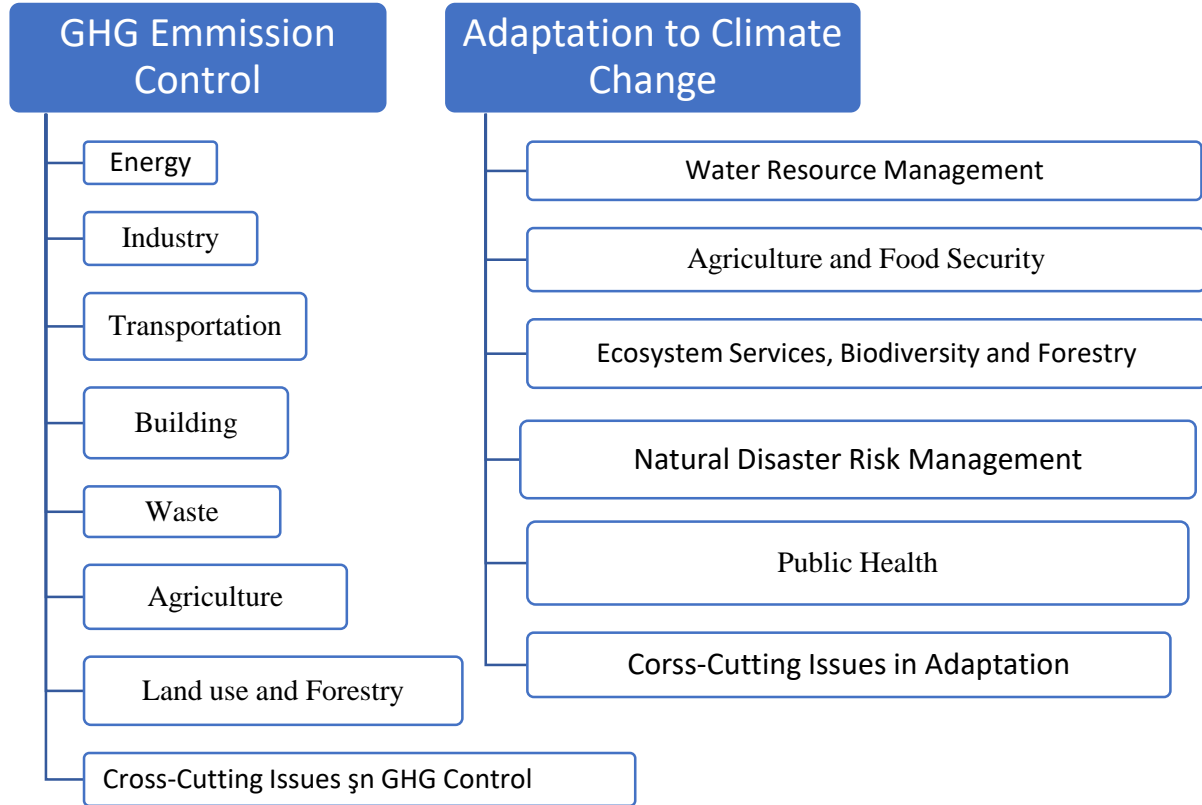 GHG Emmission
Control
Energy
Industry
Transportation
Building
Waste
Agriculture
Land use and Forestry
Cross-Cutting Issues şn GHG Control
Adaptation to Climate
Change
Water Resource Management
Agriculture and Food Security
Ecosystem Services, Biodiversity and Forestry
Natural Disaster Risk Management
Public Health
Corss-Cutting Issues in Adaptation